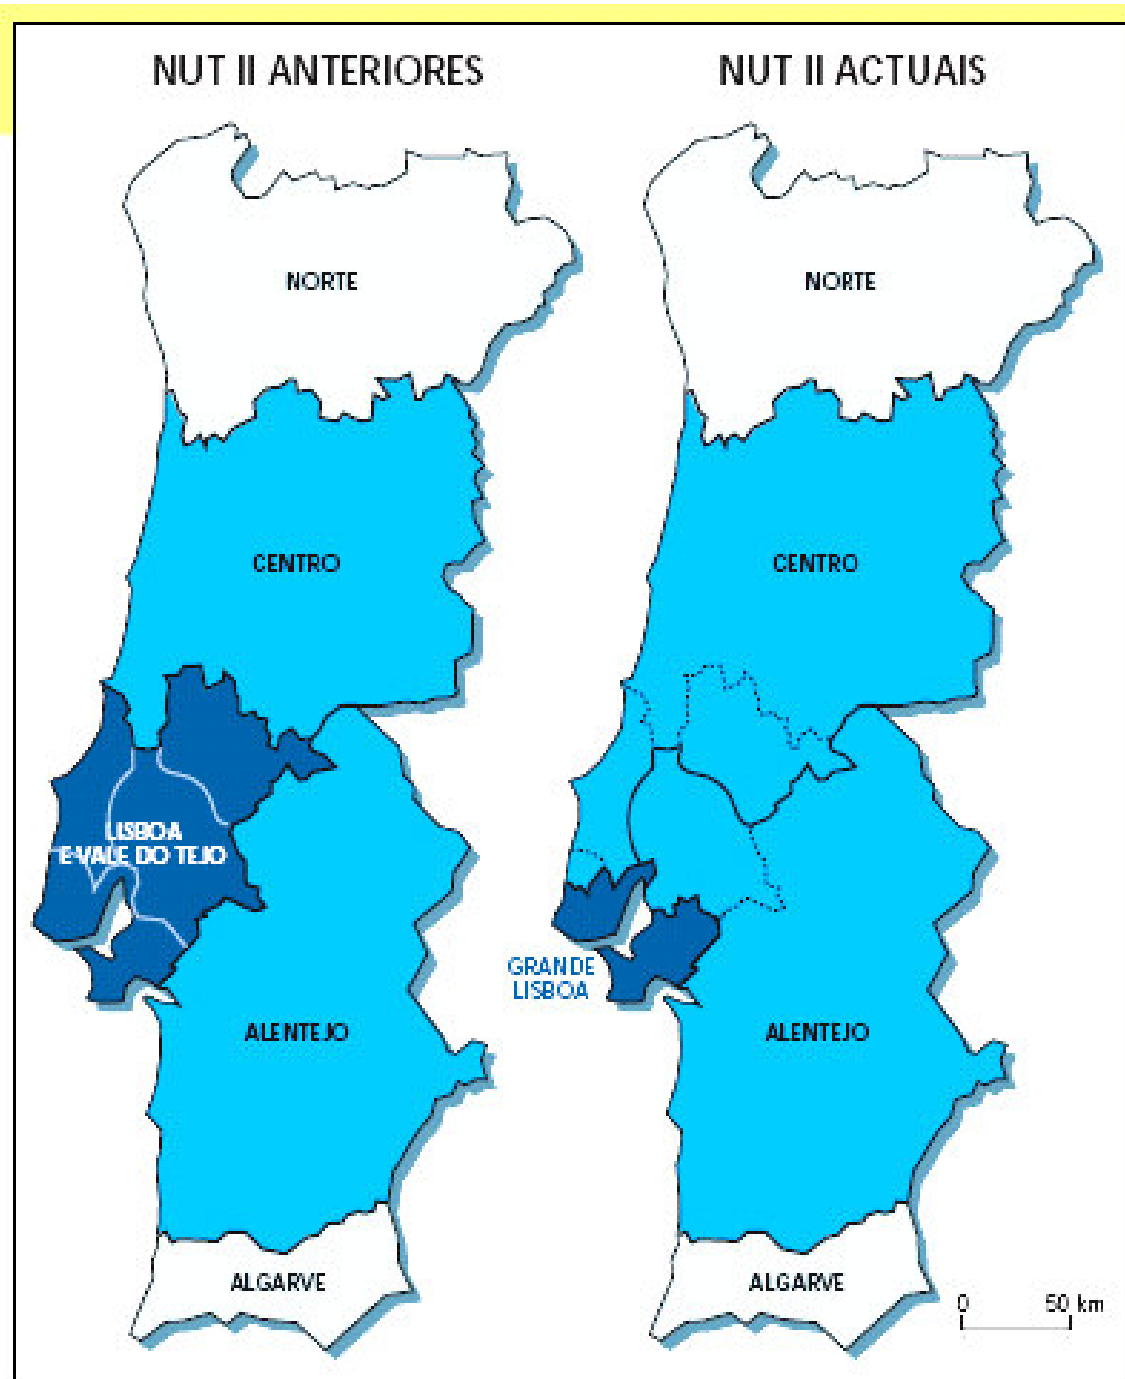 NUT II ANTERIORES
NORTE
CENTRO
LISBOA
E VALE DO TEJO
ALENTEJO
ALGARVE
NUT II ACTUAIS
NORTE
CENTRO
GRANDE
LISBOA
ALENTEJO
ALGARVE
0 50 km